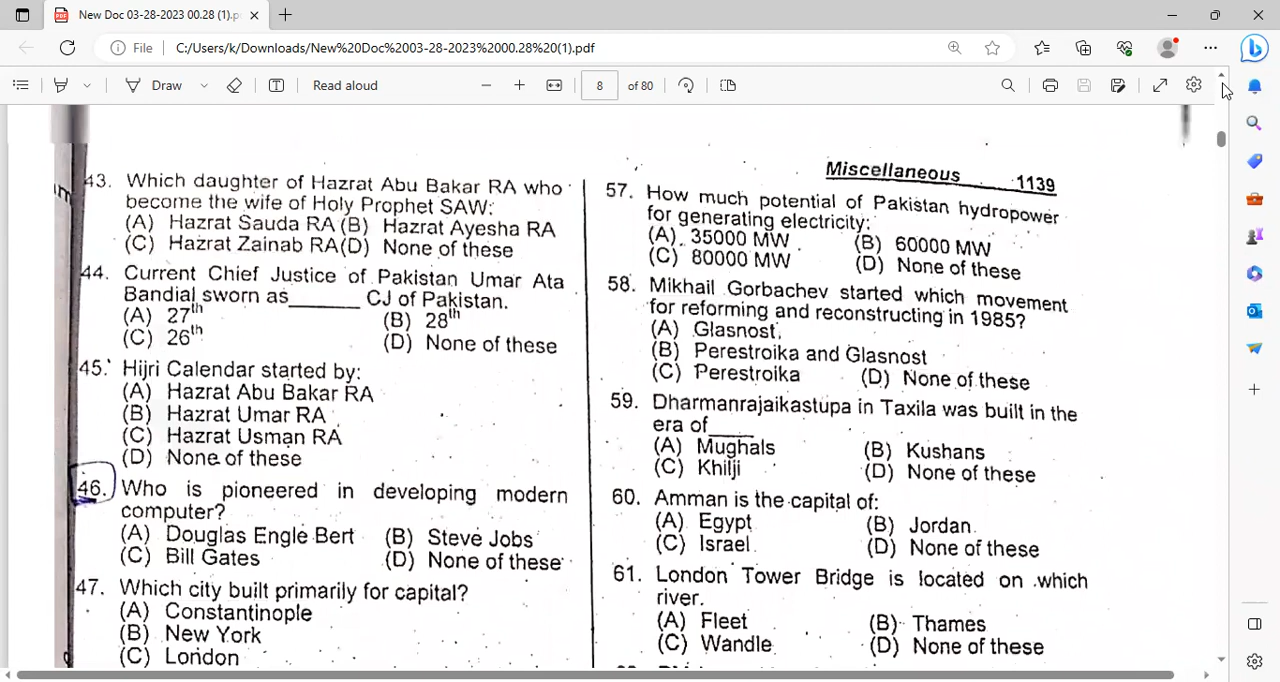 New Doc 03-28-2023 00.28 (1).p
File
C:/Users/k/Downloads/New%20Doc%2003-28-2023%2000.28%20(1).pdf
Draw
Read aloud
8
of 80
43. Which daughter of Hazrat Abu Bakar RA who
become the wife of Holy Prophet SAW:
(A) Hazrat Sauda RA (B) Hazrat Ayesha RA
(C) Hazrat Zainab RA (D) None of these
44. Current Chief Justice of Pakistan Umar Ata
Bandial sworn as______ CJ of Pakistan.
(A) 27th (B) 28th
(C) 26th (D) None of these
45. Hijri Calendar started by:
(A) Hazrat Abu Bakar RA
(B) Hazrat Umar RA
(C) Hazrat Usman RA
(D) None of these
46. Who is pioneered in developing modern
computer?
(A) Douglas Engle Bert (B) Steve Jobs
(C) Bill Gates (D) None of these
47. Which city built primarily for capital?
(A) Constantinople
(B) New York
(C) London
Miscellaneous 1139
57. How much potential of Pakistan hydropower
for generating electricity:
(A) 35000 MW (B) 60000 MW
(C) 80000 MW (D) None of these
58. Mikhail Gorbachev started which movement
for reforming and reconstructing in 1985?
(A) Glasnost
(B) Perestroika and Glasnost
(C) Perestroika (D) None of these
59. Dharmanrajaikastupa in Taxila was built in the
era of____
(A) Mughals (B) Kushans
(C) Khilji (D) None of these
60. Amman is the capital of:
(A) Egypt (B) Jordan
(C) Israel (D) None of these
61. London Tower Bridge is located on which
river.
(A) Fleet (B) Thames
(C) Wandle (D) None of these